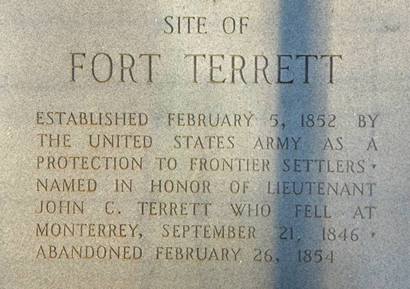 SITE OF
FORT TERRETT
ESTABLISHED FEBRUARY 5, 1852 BY
THE UNITED STATES ARMY AS A
PROTECTION TO FRONTIER SETTLERS •
NAMED IN HONOR OF LIEUTENANT
JOHN C. TERRETT WHO FELL AT
MONTERREY, SEPTEMBER 21, 1846 •
ABANDONED FEBRUARY 26, 1854